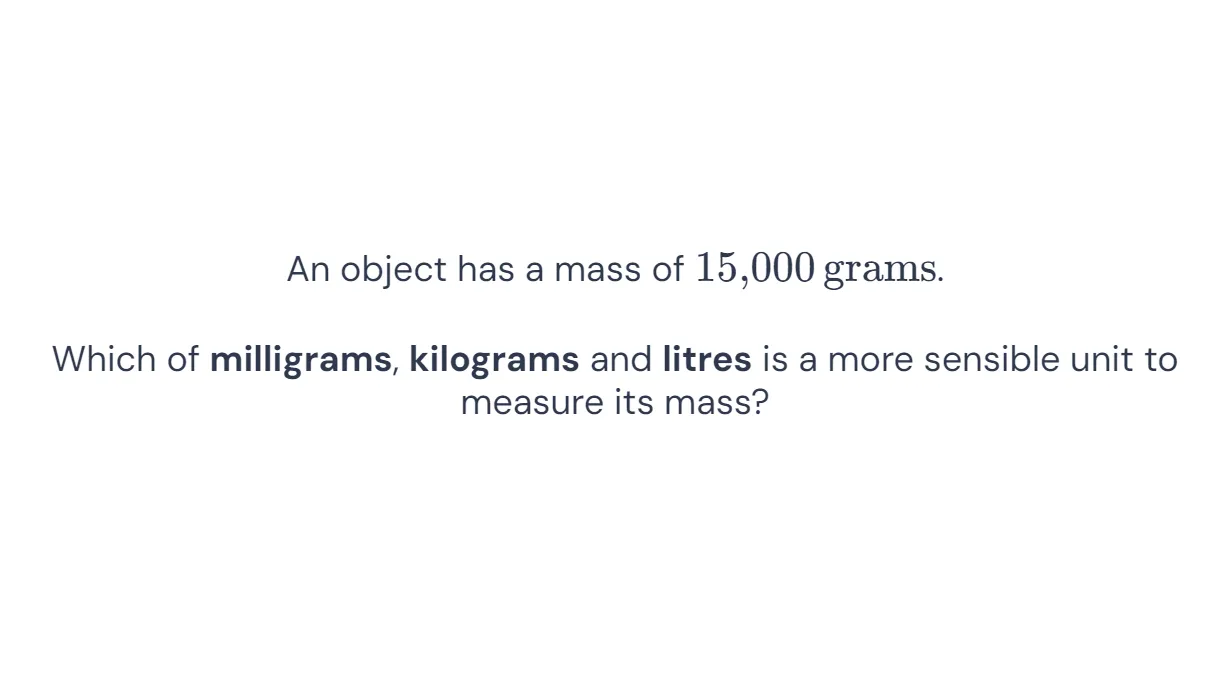 An object has a mass of 15,000 grams.
Which of milligrams, kilograms and litres is a more sensible unit to
measure its mass?